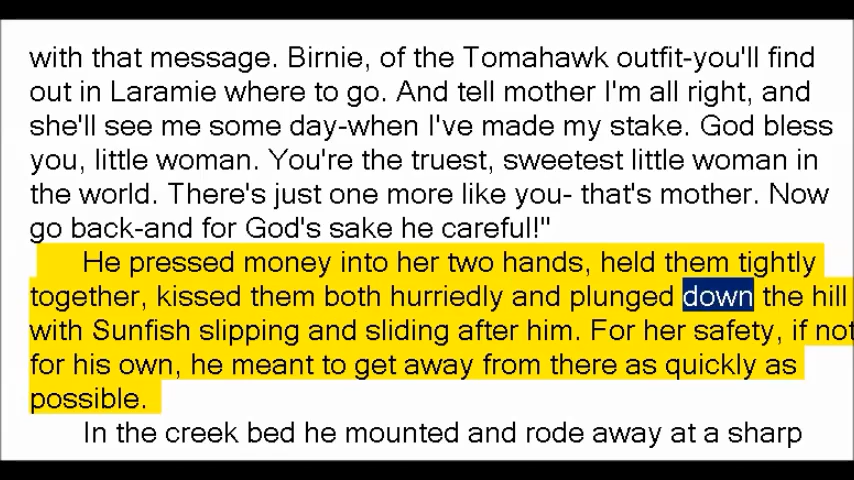 with that message. Birnie, of the Tomahawk outfit-you'll find
out in Laramie where to go. And tell mother I'm all right, and
she'll see me some day-when I've made my stake. God bless
you, little woman. You're the truest, sweetest little woman in
the world. There's just one more like you- that's mother. Now
go back-and for God's sake he careful!"
He pressed money into her two hands, held them tightly
together, kissed them both hurriedly and plunged down the hill
with Sunfish slipping and sliding after him. For her safety, if not
for his own, he meant to get away from there as quickly as
possible.
In the creek bed he mounted and rode away at a sharp